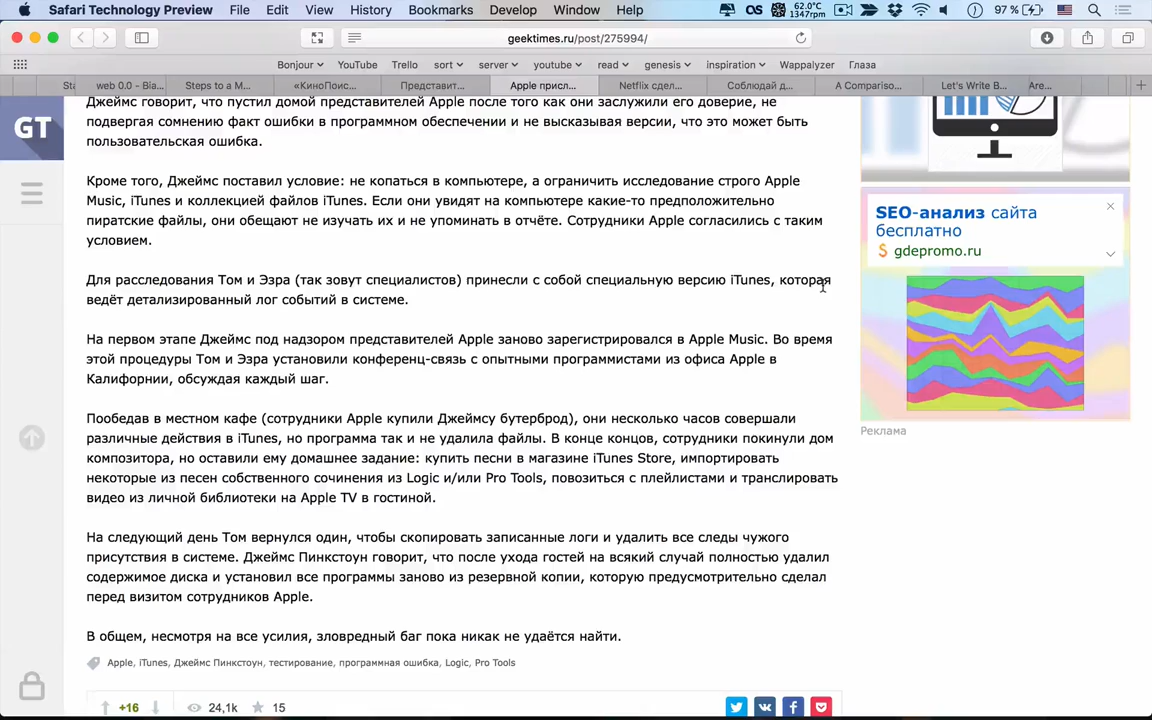 Safari Technology Preview File Edit View History Bookmarks Develop Window Help 62.0°C 1347rpm 97 %
geektimes.ru/post/275994/
Bonjour YouTube Trello sort server youtube read genesis inspiration Wappalyzer Глаза
St web 0.0 - Bia... Steps to a M... «КиноПоис... Представит... Apple присл... Netflix сдел... Соблюдай д... A Compariso... Let's Write B... Are...
GT
Джеймс говорит, что пустил домой представителей Apple после того как они заслужили его доверие, не
подвергая сомнению факт ошибки в программном обеспечении и не высказывая версии, что это может быть
пользовательская ошибка.
Кроме того, Джеймс поставил условие: не копаться в компьютере, а ограничить исследование строго Apple
Music, iTunes и коллекцией файлов iTunes. Если они увидят на компьютере какие-то предположительно
пиратские файлы, они обещают не изучать их и не упоминать в отчёте. Сотрудники Apple согласились с таким
условием.
Для расследования Том и Эзра (так зовут специалистов) принесли с собой специальную версию iTunes, которая
ведёт детализированный лог событий в системе.
На первом этапе Джеймс под надзором представителей Apple заново зарегистрировался в Apple Music. Во время
этой процедуры Том и Эзра установили конференц-связь с опытными программистами из офиса Apple в
Калифорнии, обсуждая каждый шаг.
Пообедав в местном кафе (сотрудники Apple купили Джеймсу бутерброд), они несколько часов совершали
различные действия в iTunes, но программа так и не удалила файлы. В конце концов, сотрудники покинули дом
композитора, но оставили ему домашнее задание: купить песни в магазине iTunes Store, импортировать
некоторые из песен собственного сочинения из Logic и/или Pro Tools, повозиться с плейлистами и транслировать
видео из личной библиотеки на Apple TV в гостиной.
На следующий день Том вернулся один, чтобы скопировать записанные логи и удалить все следы чужого
присутствия в системе. Джеймс Пинкстоун говорит, что после ухода гостей на всякий случай полностью удалил
содержимое диска и установил все программы заново из резервной копии, которую предусмотрительно сделал
перед визитом сотрудников Apple.
В общем, несмотря на все усилия, зловредный баг пока никак не удаётся найти.
Apple, iTunes, Джеймс Пинкстоун, тестирование, программная ошибка, Logic, Pro Tools
+16 24,1k 15
SEO-анализ сайта
бесплатно
gdepromo.ru
Реклама